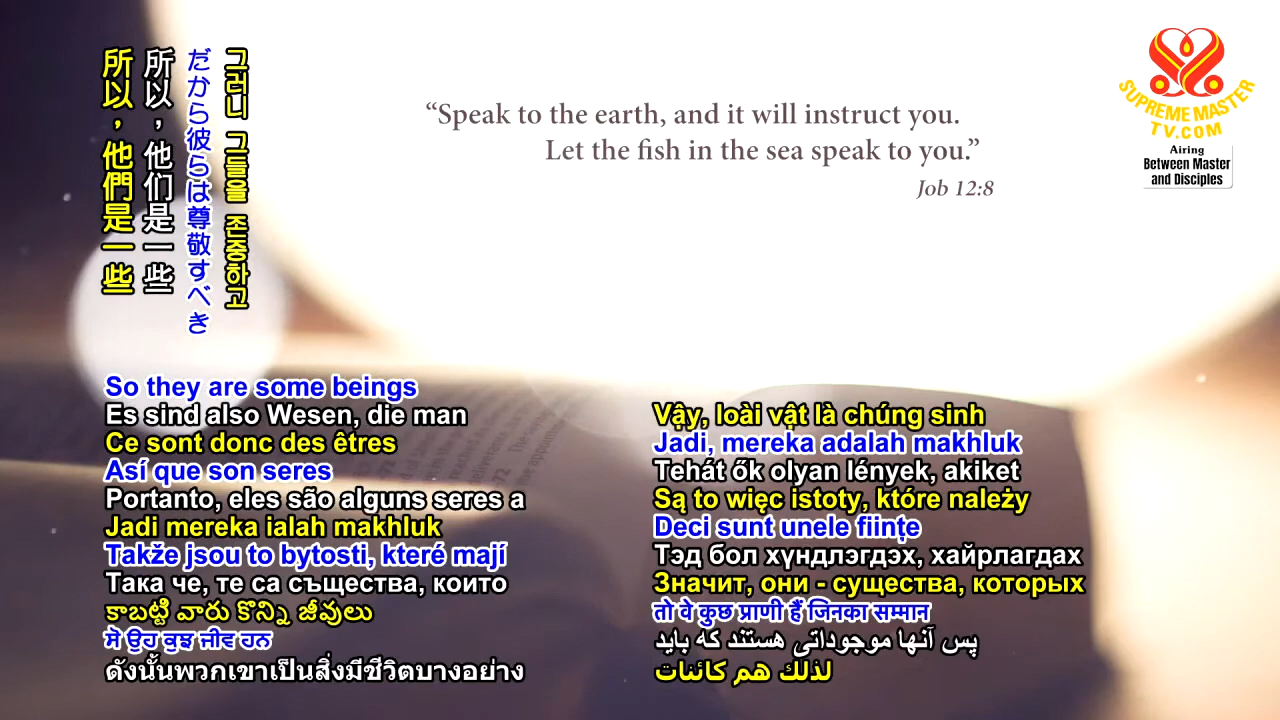 所以，他們是一些
所以，他们是一些
だから彼らは尊敬すべき
그러니 그들을 존중하고
“Speak to the earth, and it will instruct you.
Let the fish in the sea speak to you.”
Job 12:8
SUPREME MASTER
TV.COM
Airing
Between Master
and Disciples
So they are some beings
Es sind also Wesen, die man
Ce sont donc des êtres
Así que son seres
Portanto, eles são alguns seres a
Jadi mereka ialah makhluk
Takže jsou to bytosti, které mají
Така че, те са същества, които
కాబట్టి వారు కొన్ని జీవులు
ਸੋ ਉਹ ਕੁਝ ਜੀਵ ਹਨ
ดังนั้นพวกเขาเป็นสิ่งมีชีวิตบางอย่าง
Vậy, loài vật là chúng sinh
Jadi, mereka adalah makhluk
Tehát ők olyan lények, akiket
Są to więc istoty, które należy
Deci sunt unele ființe
Тэд бол хүндлэгдэх, хайрлагдах
Значит, они - существа, которых
तो वे कुछ प्राणी हैं जिनका सम्मान
پس آنها موجوداتی هستند که باید
لذلك هم كائنات